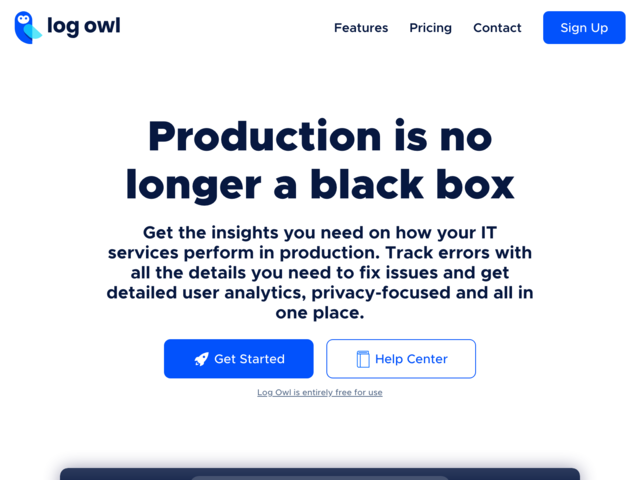 log owl
Features
Pricing
Contact
Sign Up
Production is no
longer a black box
Get the insights you need on how your IT
services perform in production. Track errors with
all the details you need to fix issues and get
detailed user analytics, privacy-focused and all in
one place.
Get Started
Help Center
Log Owl is entirely free for use